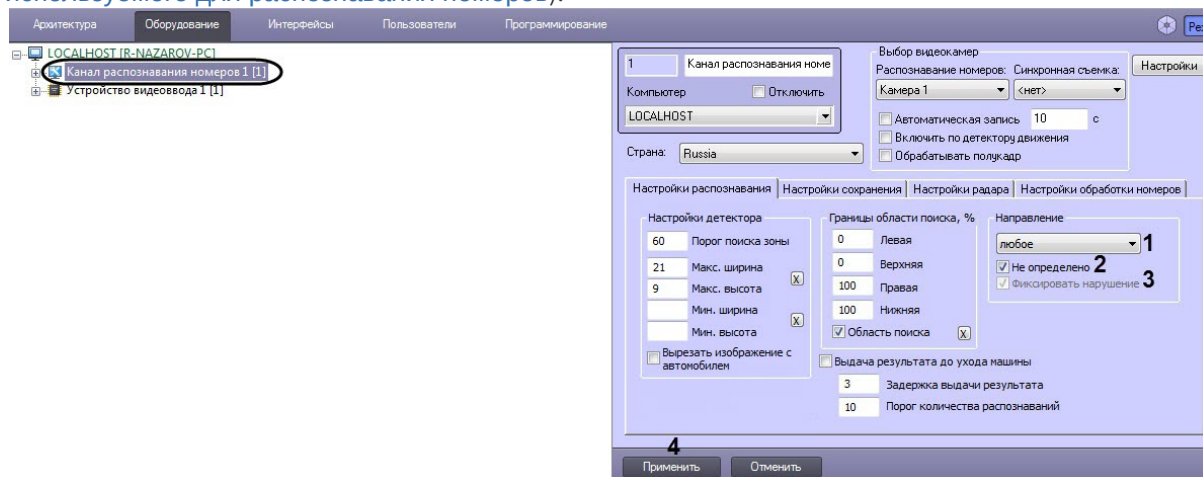 используемого для распознавания номеров).
Архитектура Оборудование Интерфейсы Пользователи Программирование
LOCALHOST [R-NAZAROV-PC]
Канал распознавания номеров 1 [1]
Устройство видеоввода 1 [1]
1 Канал распознавания номе
Компьютер Отключить
LOCALHOST
Страна: Russia
Выбор видеокамер
Распознавание номеров: Синхронная съемка:
Камера 1 <нет>
Автоматическая запись 10 с
Включить по детектору движения
Обрабатывать полукадр
Настройки
Настройки распознавания Настройки сохранения Настройки радара Настройки обработки номеров
Настройки детектора
60 Порог поиска зоны
21 Макс. ширина
9 Макс. высота
X
Мин. ширина
Мин. высота
X
Вырезать изображение с
автомобилем
Границы области поиска, %
0 Левая
0 Верхняя
100 Правая
100 Нижняя
Область поиска X
Направление
любое 1
Не определено 2
Фиксировать нарушение 3
Выдача результата до ухода машины
3 Задержка выдачи результата
10 Порог количества распознаваний
4
Применить Отменить